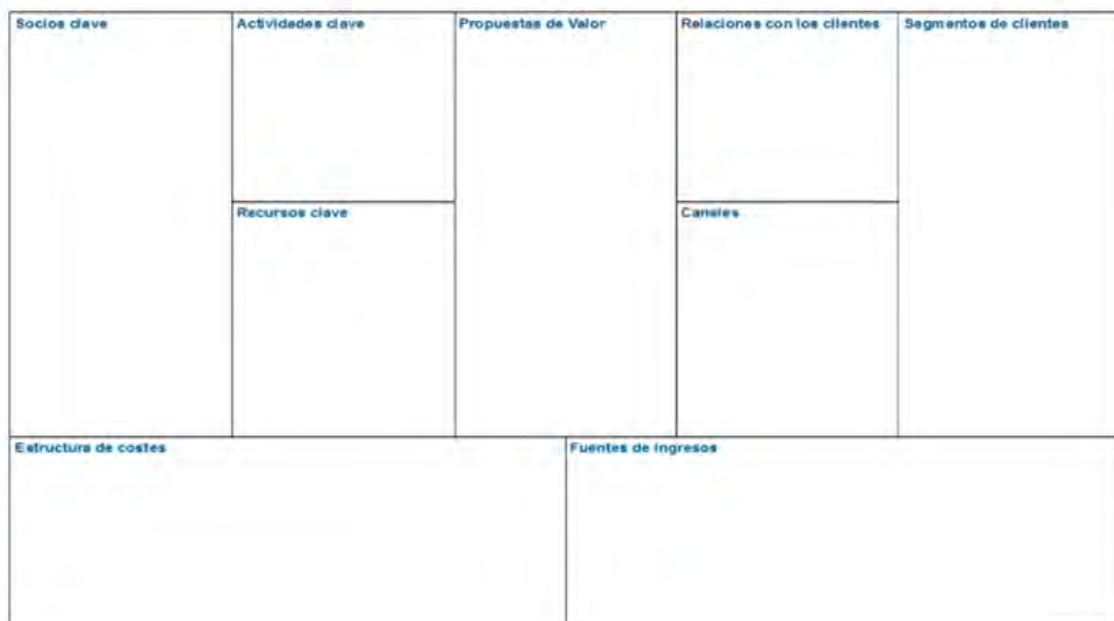 Socios clave
Actividades clave
Propuestas de Valor
Relaciones con los clientes
Segmentos de clientes
Recursos clave
Canales
Estructura de costes
Fuentes de ingresos